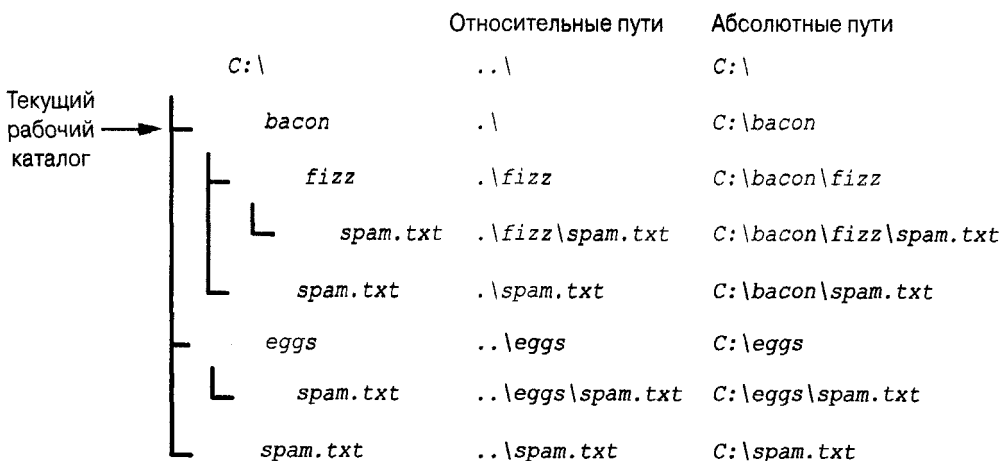 Относительные пути Абсолютные пути
C:\ ..\ C:\
Текущий
рабочий
каталог
bacon .\ C:\bacon
fizz .\fizz C:\bacon\fizz
spam.txt .\fizz\spam.txt C:\bacon\fizz\spam.txt
spam.txt .\spam.txt C:\bacon\spam.txt
eggs ..\eggs C:\eggs
spam.txt ..\eggs\spam.txt C:\eggs\spam.txt
spam.txt ..\spam.txt C:\spam.txt